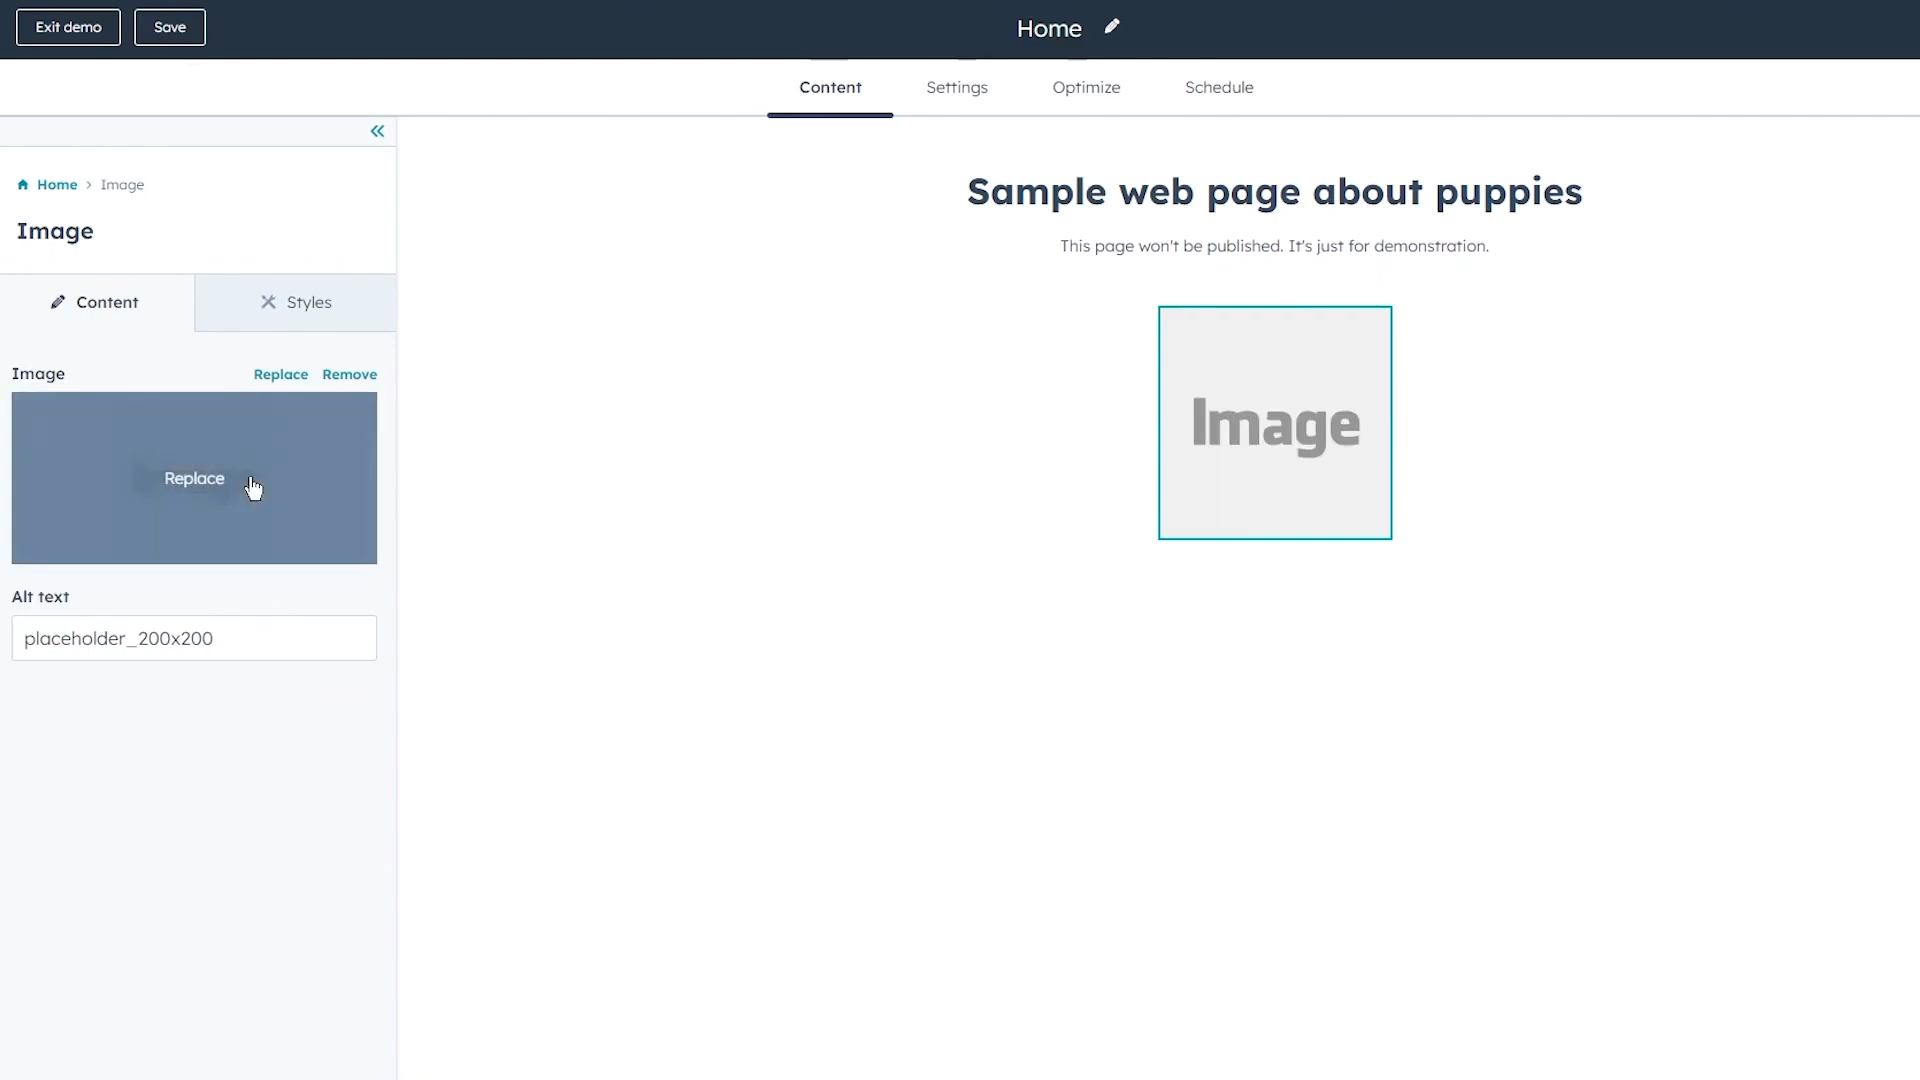 Exit demo
Save
Home
Content
Settings
Optimize
Schedule
Home
Image
Image
Content
Styles
Image
Replace
Remove
Replace
Alt text
placeholder_200x200
Sample web page about puppies
This page won't be published. It's just for demonstration.
Image